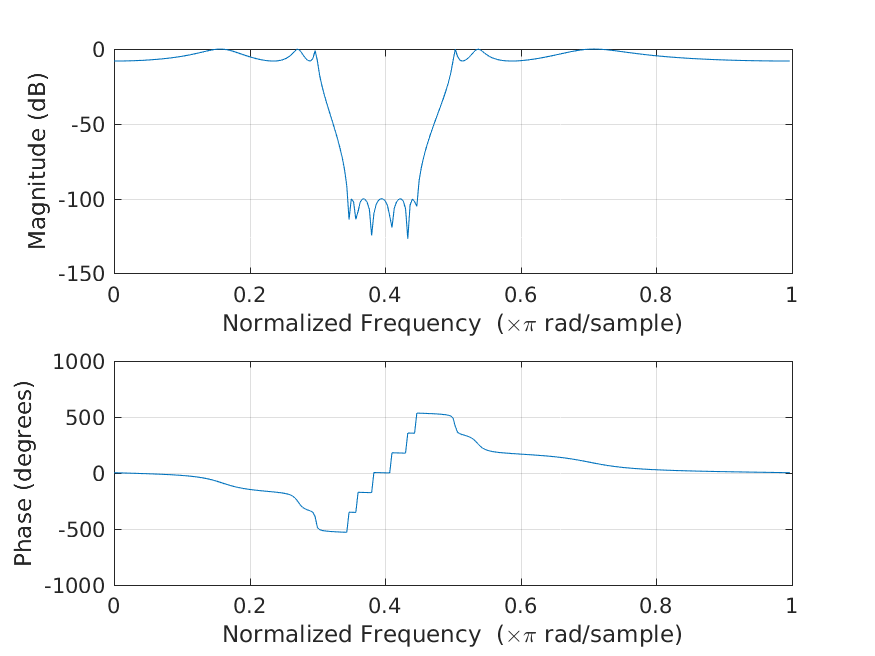 0
-50
-100
-150
Magnitude (dB)
0 0.2 0.4 0.6 0.8 1
Normalized Frequency (×π rad/sample)
1000
500
0
-500
-1000
Phase (degrees)
0 0.2 0.4 0.6 0.8 1
Normalized Frequency (×π rad/sample)